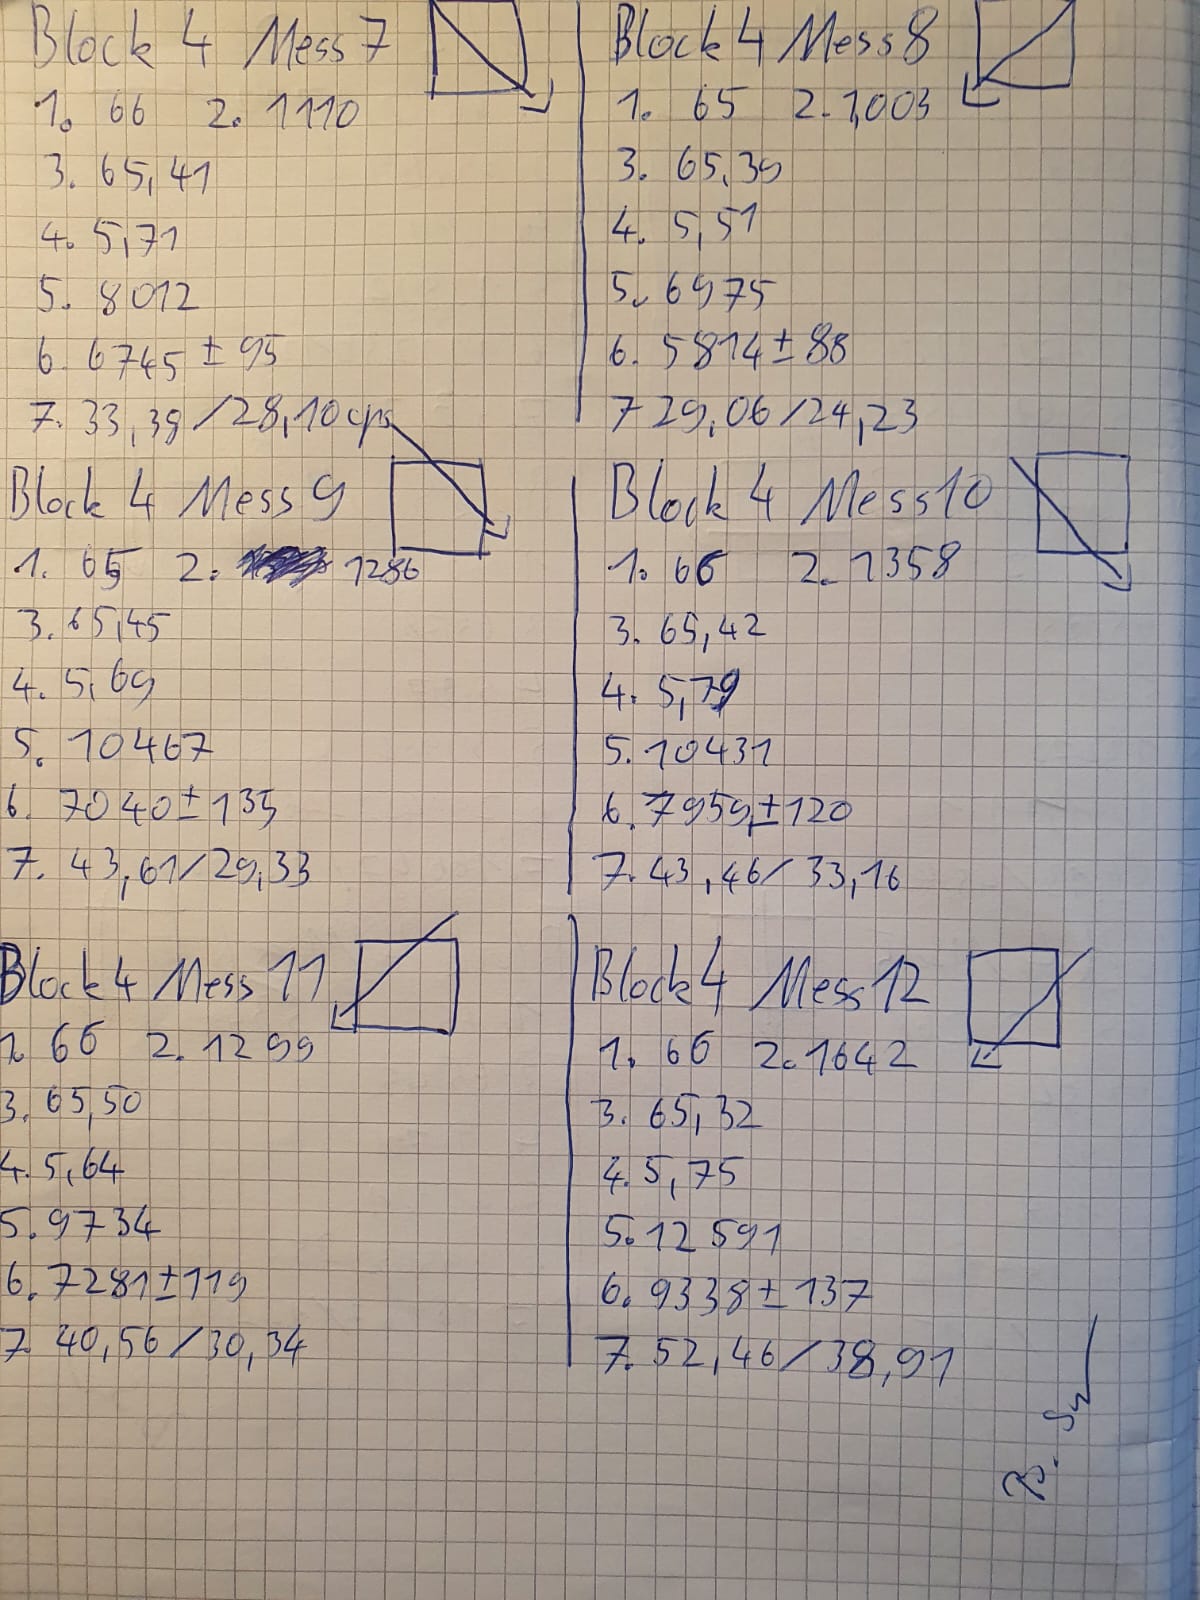 Block 4 Mess 7
1. 66 2. 1110
3. 65,41
4. 5,71
5. 8012
6. 6745 ± 95
7. 33,38 / 28,10 cps
Block 4 Mess 8
1. 65 2. 1,003
3. 65,39
4. 5,51
5. 6975
6. 5814 ± 88
7 29,06 / 24,23
Block 4 Mess 9
1. 65 2. 1286
3. 65,45
4. 5,69
5. 10467
6. 7040 ± 135
7. 43,61 / 29,33
Block 4 Mess 10
1. 66 2. 1358
3. 65,42
4. 5,79
5. 10431
6. 7959 ± 120
7. 43,46 / 33,16
Block 4 Mess 11
1. 66 2. 1299
3. 65,50
4. 5,64
5. 9734
6. 7281 ± 119
7. 40,56 / 30,34
Block 4 Mess 12
1. 66 2. 1642
3. 65,32
4. 5,75
5. 12 591
6. 9338 ± 137
7. 52,46 / 38,91